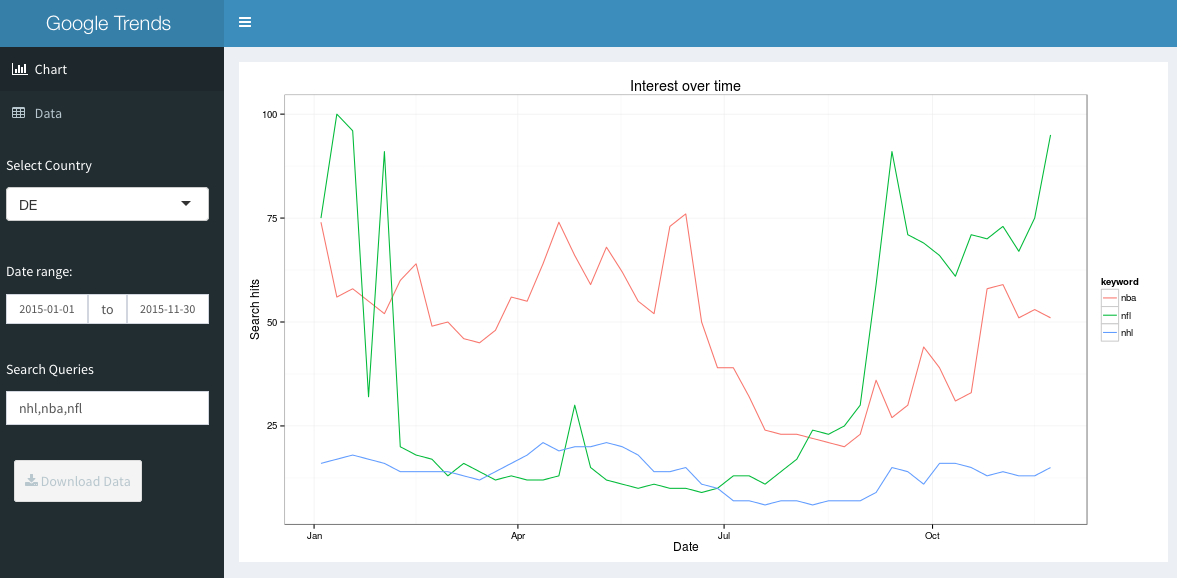 Google Trends
Chart
Data
Select Country
DE
Date range:
2015-01-01 to 2015-11-30
Search Queries
nhl,nba,nfl
Download Data
Interest over time
100
75
50
25
Search hits
Jan Apr Jul Oct
Date
keyword
nba
nfl
nhl